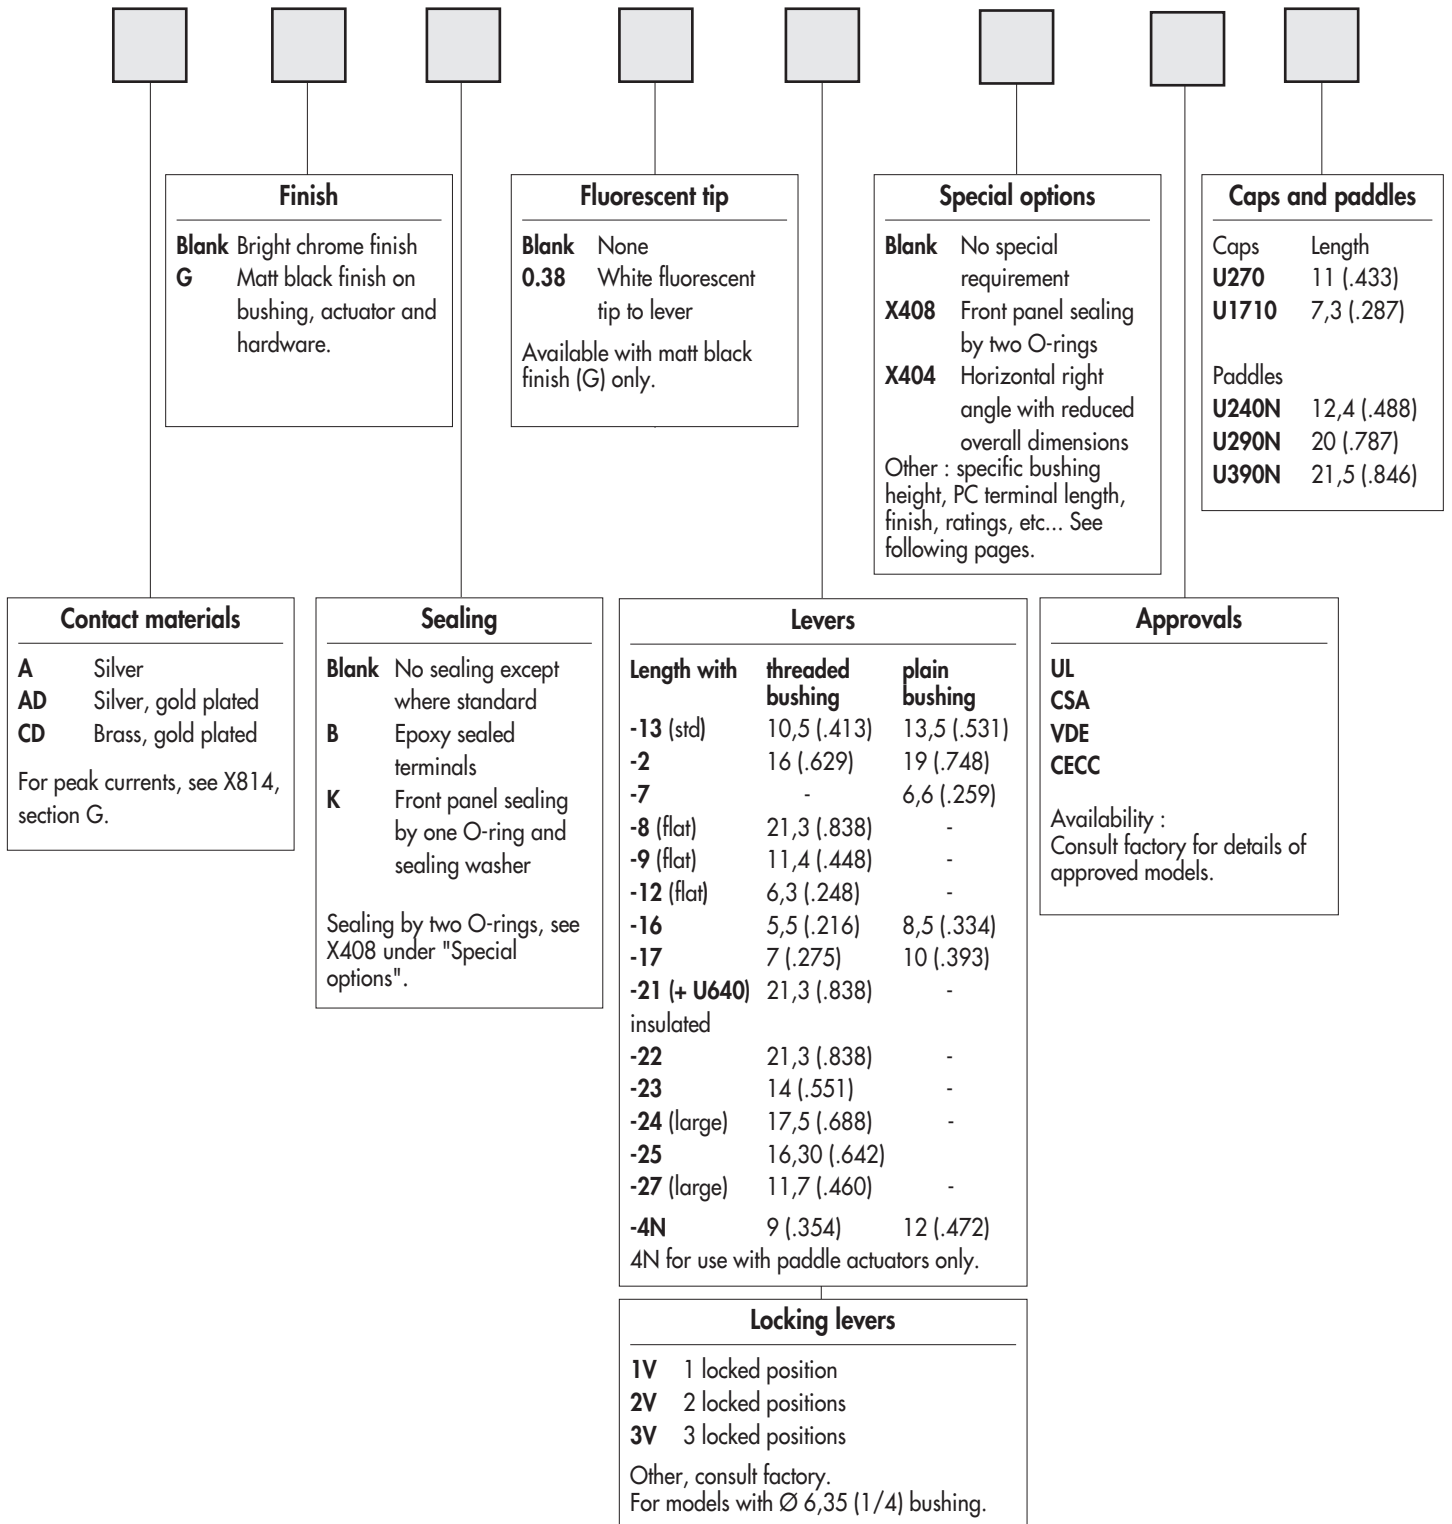 Finish
Blank Bright chrome finish
G Matt black finish on
bushing, actuator and
hardware.
Fluorescent tip
Blank None
0.38 White fluorescent
tip to lever
Available with matt black
finish (G) only.
Special options
Blank No special
requirement
X408 Front panel sealing
by two O-rings
X404 Horizontal right
angle with reduced
overall dimensions
Other : specific bushing
height, PC terminal length,
finish, ratings, etc... See
following pages.
Caps and paddles
Caps Length
U270 11 (.433)
U1710 7,3 (.287)
Paddles
U240N 12,4 (.488)
U290N 20 (.787)
U390N 21,5 (.846)
Contact materials
A Silver
AD Silver, gold plated
CD Brass, gold plated
For peak currents, see X814,
section G.
Sealing
Blank No sealing except
where standard
B Epoxy sealed
terminals
K Front panel sealing
by one O-ring and
sealing washer
Sealing by two O-rings, see
X408 under "Special
options".
Levers
Length with threaded plain
bushing bushing
-13 (std) 10,5 (.413) 13,5 (.531)
-2 16 (.629) 19 (.748)
-7 - 6,6 (.259)
-8 (flat) 21,3 (.838) -
-9 (flat) 11,4 (.448) -
-12 (flat) 6,3 (.248) -
-16 5,5 (.216) 8,5 (.334)
-17 7 (.275) 10 (.393)
-21 (+ U640) 21,3 (.838) -
insulated
-22 21,3 (.838) -
-23 14 (.551) -
-24 (large) 17,5 (.688) -
-25 16,30 (.642)
-27 (large) 11,7 (.460) -
-4N 9 (.354) 12 (.472)
4N for use with paddle actuators only.
Approvals
UL
CSA
VDE
CECC
Availability :
Consult factory for details of
approved models.
Locking levers
1V 1 locked position
2V 2 locked positions
3V 3 locked positions
Other, consult factory.
For models with Ø 6,35 (1/4) bushing.